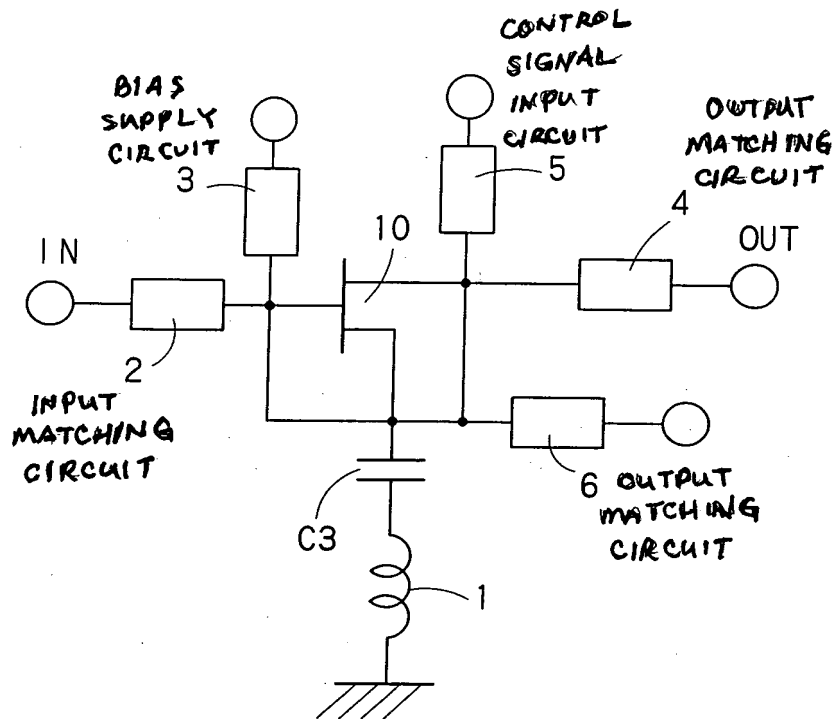 CONTROL
SIGNAL
INPUT
CIRCUIT
5
BIAS
SUPPLY
CIRCUIT
3
OUTPUT
MATCHING
CIRCUIT
4
IN
10
OUT
2
INPUT
MATCHING
CIRCUIT
6 OUTPUT
MATCHING
CIRCUIT
C3
1